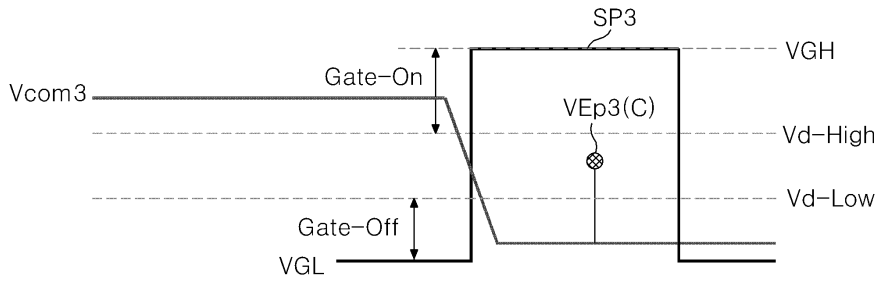 SP3
VGH
Gate-On
Vcom3
VEp3(C)
Vd-High
Vd-Low
Gate-Off
VGL